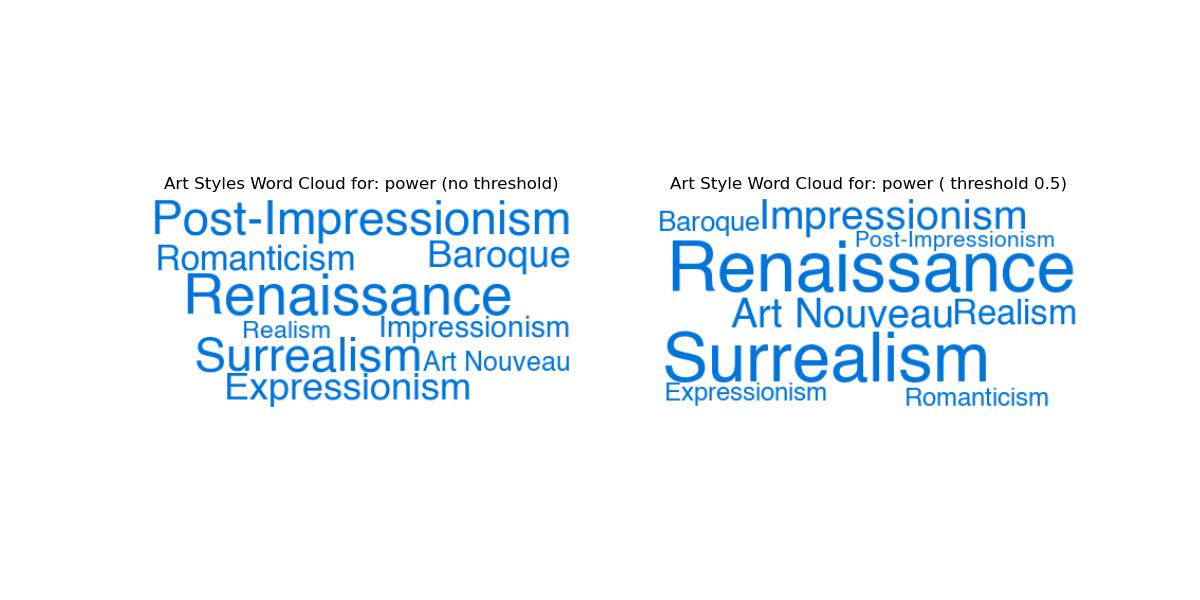 Art Styles Word Cloud for: power (no threshold)
Post-Impressionism
Romanticism Baroque
Renaissance
Realism Impressionism
Surrealism Art Nouveau
Expressionism
Art Style Word Cloud for: power ( threshold 0.5)
Baroque Impressionism
Post-Impressionism
Renaissance
Art Nouveau Realism
Surrealism
Expressionism Romanticism